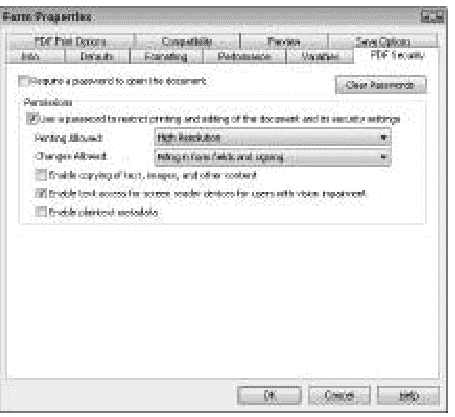 Form Properties
PDF Print Options Compatibility Preview Save Options
Info. Defaults Formatting Performance Variables PDF Security
Require a password to open the document
Clear Passwords
Permissions
Use a password to restrict printing and editing of the document and its security settings
Printing Allowed: High Resolution
Changes Allowed: Filling in form fields and signing
Enable copying of text, images, and other content
Enable text access for screen reader devices for users with vision impairment
Enable plaintext metadata
OK Cancel Help